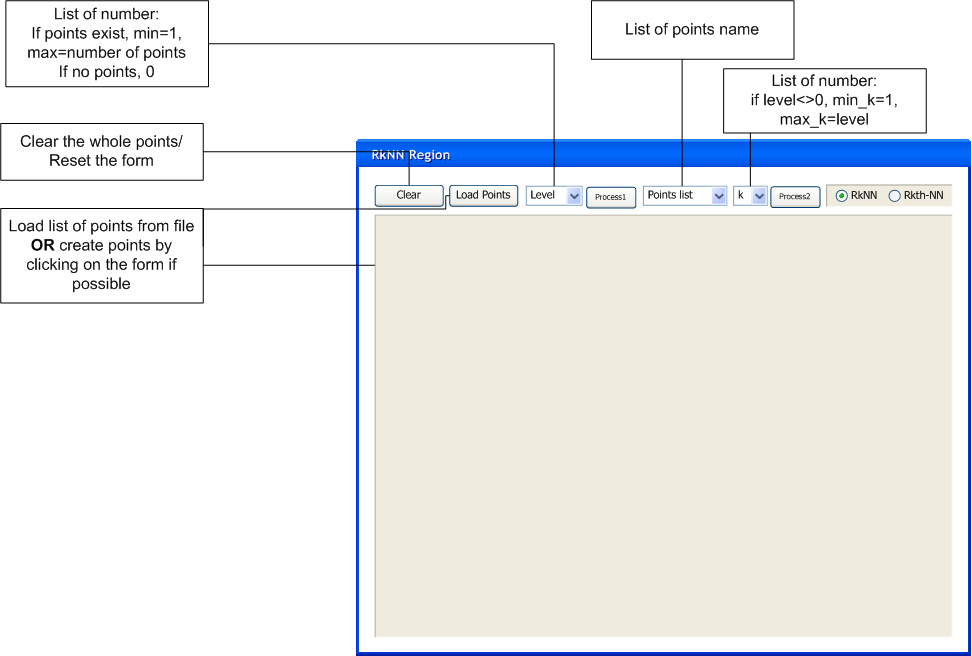 List of number:
If points exist, min=1,
max=number of points
If no points, 0
List of points name
List of number:
if level<>0, min_k=1,
max_k=level
Clear the whole points/
Reset the form
Load list of points from file
OR create points by
clicking on the form if
possible
RkNN Region
Clear
Load Points
Level
Process1
Points list
k
Process2
RkNN
Rkth-NN